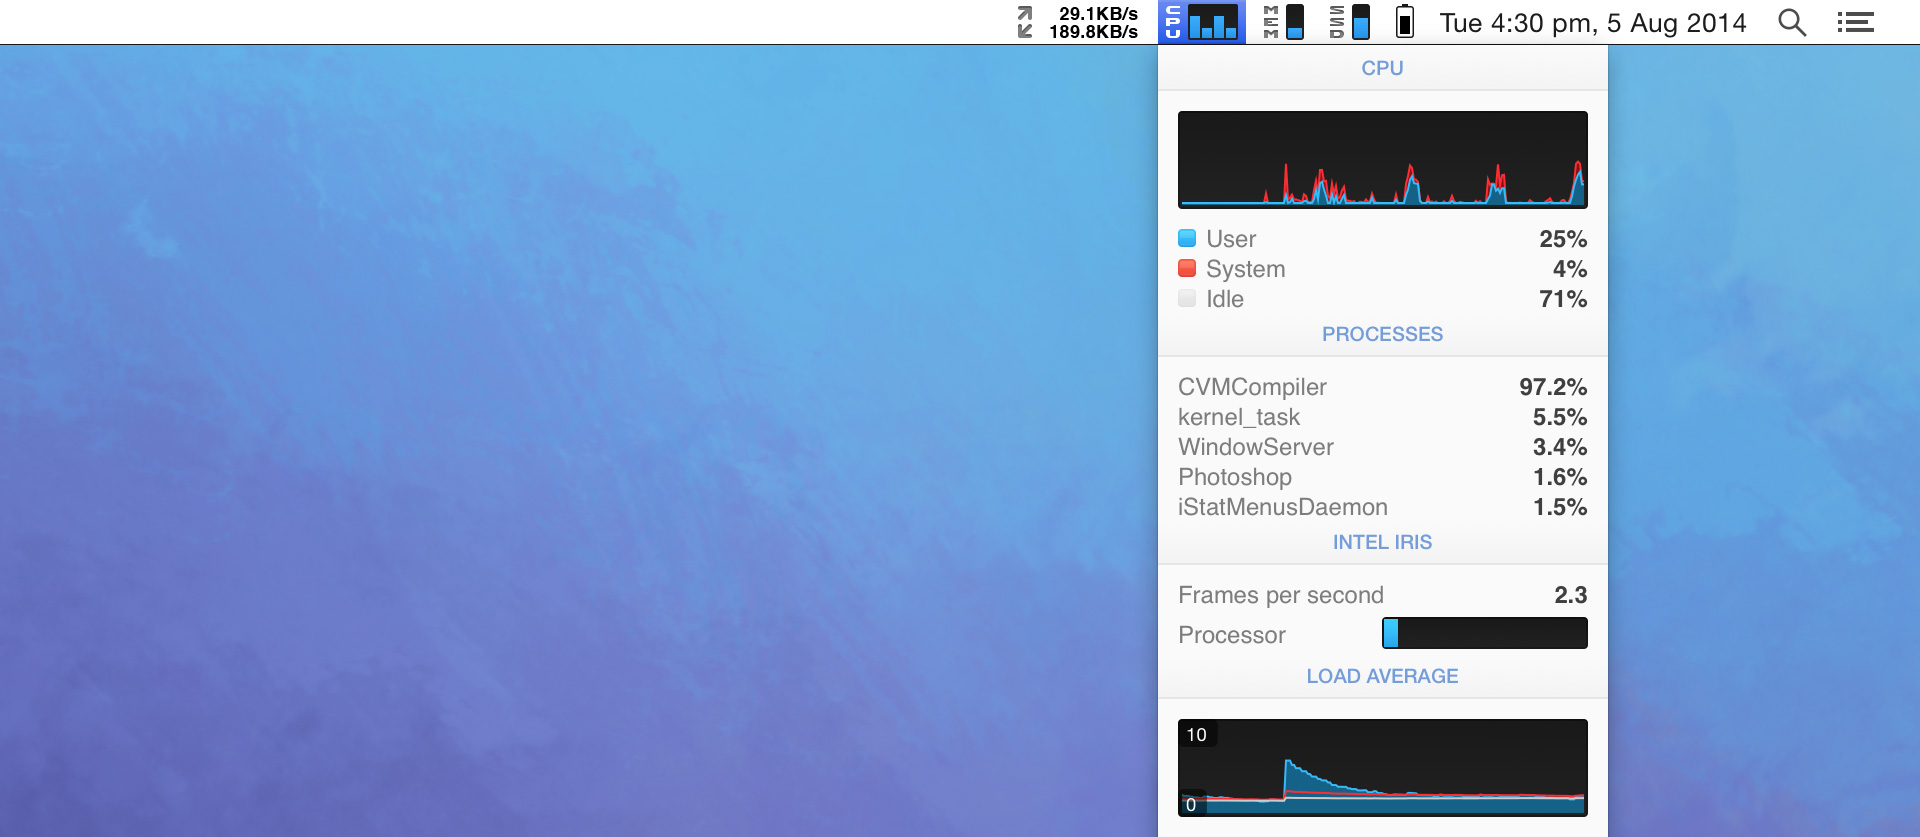 29.1KB/s
189.8KB/s
CPU
MEM
SSD
Tue 4:30 pm, 5 Aug 2014
CPU
User 25%
System 4%
Idle 71%
PROCESSES
CVMCompiler 97.2%
kernel_task 5.5%
WindowServer 3.4%
Photoshop 1.6%
iStatMenusDaemon 1.5%
INTEL IRIS
Frames per second 2.3
Processor
LOAD AVERAGE
10
0